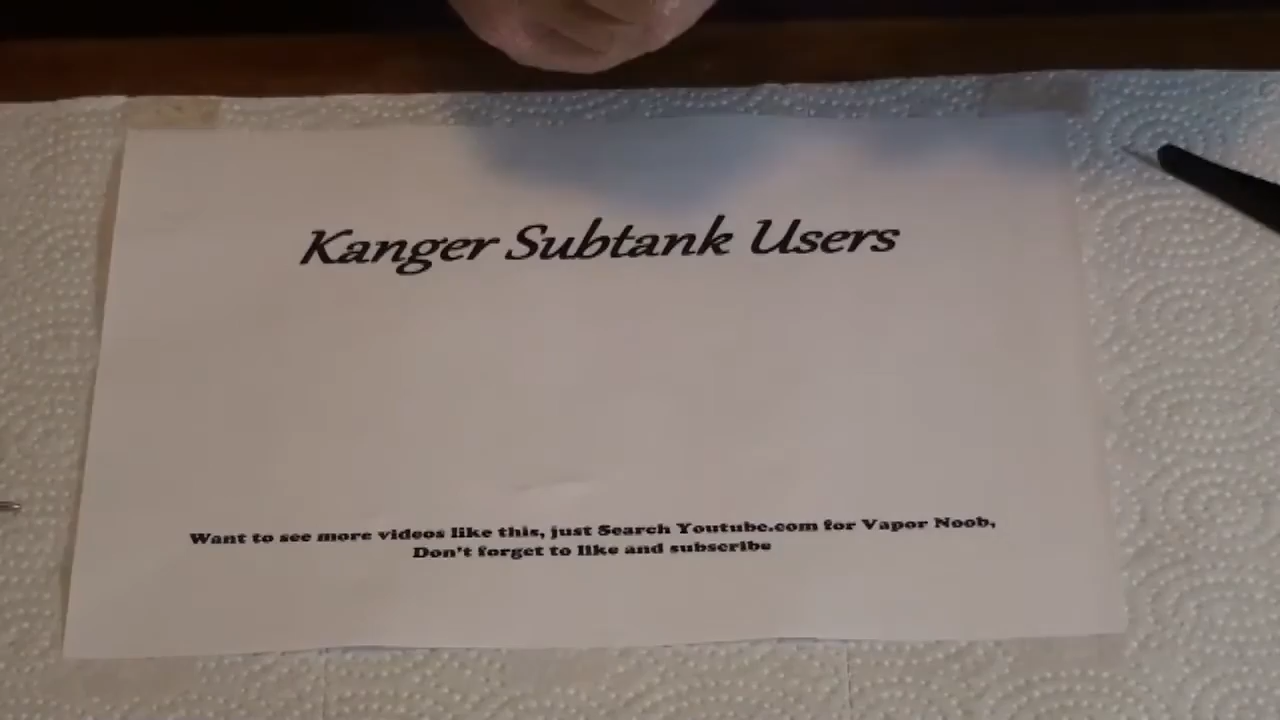 Kanger Subtank Users
Want to see more videos like this, just Search Youtube.com for Vapor Noob,
Don't forget to like and subscribe